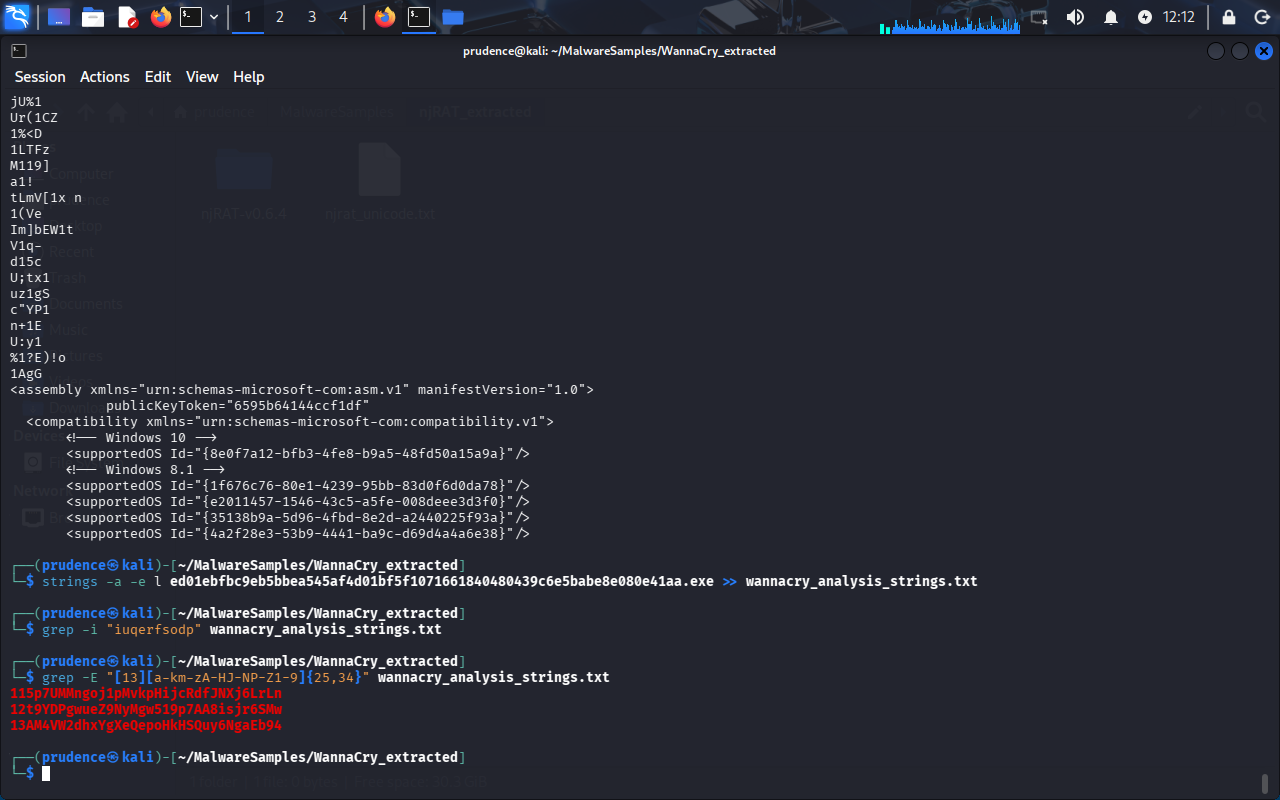 1 2 3 4 12:12
prudence@kali: ~/MalwareSamples/WannaCry_extracted
Session Actions Edit View Help
jU%1
Ur(1CZ
1%<D
1LTFz
M119]
a1!
tLmV[1x n
1(Ve
Im]bEW1t
V1q-
d15c
U;tx1
uz1gS
c"YP1
n+1E
U:y1
%1?E)!o
1AgG
<assembly xmlns="urn:schemas-microsoft-com:asm.v1" manifestVersion="1.0">
publicKeyToken="6595b64144ccf1df"
<compatibility xmlns="urn:schemas-microsoft-com:compatibility.v1">
<!-- Windows 10 -->
<supportedOS Id="{8e0f7a12-bfb3-4fe8-b9a5-48fd50a15a9a}"/>
<!-- Windows 8.1 -->
<supportedOS Id="{1f676c76-80e1-4239-95bb-83d0f6d0da78}"/>
<supportedOS Id="{e2011457-1546-43c5-a5fe-008deee3d3f0}"/>
<supportedOS Id="{35138b9a-5d96-4fbd-8e2d-a2440225f93a}"/>
<supportedOS Id="{4a2f28e3-53b9-4441-ba9c-d69d4a4a6e38}"/>
┌──(prudence㉿kali)-[~/MalwareSamples/WannaCry_extracted]
└─$ strings -a -e l ed01ebfbc9eb5bbea545af4d01bf5f1071661840480439c6e5babe8e080e41aa.exe >> wannacry_analysis_strings.txt
┌──(prudence㉿kali)-[~/MalwareSamples/WannaCry_extracted]
└─$ grep -i "iuqerfsodp" wannacry_analysis_strings.txt
┌──(prudence㉿kali)-[~/MalwareSamples/WannaCry_extracted]
└─$ grep -E "[13][a-km-zA-HJ-NP-Z1-9]{25,34}" wannacry_analysis_strings.txt
115p7UMMngoj1pMvkpHijcRdfJNXj6LrLn
12t9YDPgwueZ9NyMgw519p7AA8isjr6SMw
13AM4VW2dhxYgXeQepoHkHSQuy6NgaEb94
┌──(prudence㉿kali)-[~/MalwareSamples/WannaCry_extracted]
└─$